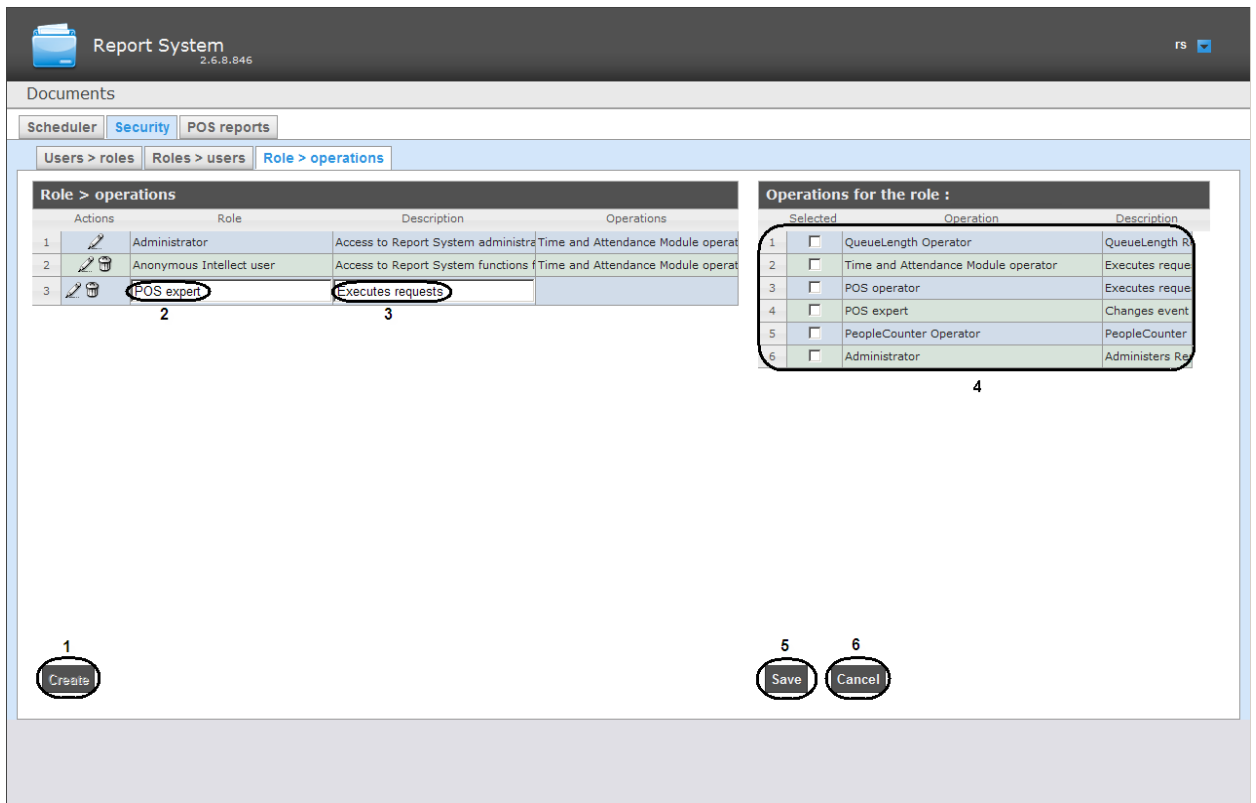 Report System
2.6.8.846
rs
Documents
Scheduler Security POS reports
Users > roles Roles > users Role > operations
Role > operations
Actions Role Description Operations
1 Administrator Access to Report System administra Time and Attendance Module operat
2 Anonymous Intellect user Access to Report System functions f Time and Attendance Module operat
3 POS expert Executes requests
2 3
Operations for the role :
Selected Operation Description
1 QueueLength Operator QueueLength R
2 Time and Attendance Module operator Executes reque
3 POS operator Executes reque
4 POS expert Changes event
5 PeopleCounter Operator PeopleCounter
6 Administrator Administers Re
4
1
Create
5 6
Save Cancel